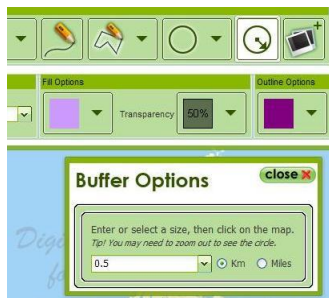 Fill Options
Outline Options
Transparency
50%
Buffer Options
close
Enter or select a size, then click on the map.
Tip! You may need to zoom out to see the circle.
0.5
Km
Miles